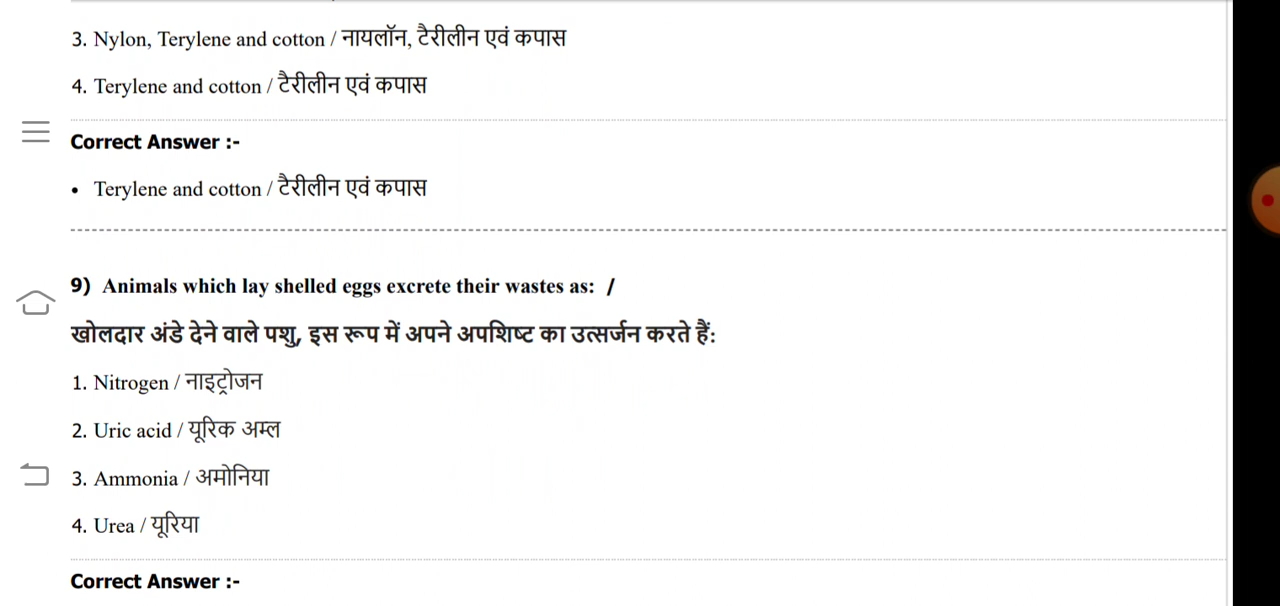 3. Nylon, Terylene and cotton / नायलॉन, टैरीलीन एवं कपास
4. Terylene and cotton / टैरीलीन एवं कपास
Correct Answer :-
• Terylene and cotton / टैरीलीन एवं कपास
9) Animals which lay shelled eggs excrete their wastes as: /
खोलदार अंडे देने वाले पशु, इस रूप में अपने अपशिष्ट का उत्सर्जन करते हैं:
1. Nitrogen / नाइट्रोजन
2. Uric acid / यूरिक अम्ल
3. Ammonia / अमोनिया
4. Urea / यूरिया
Correct Answer :-